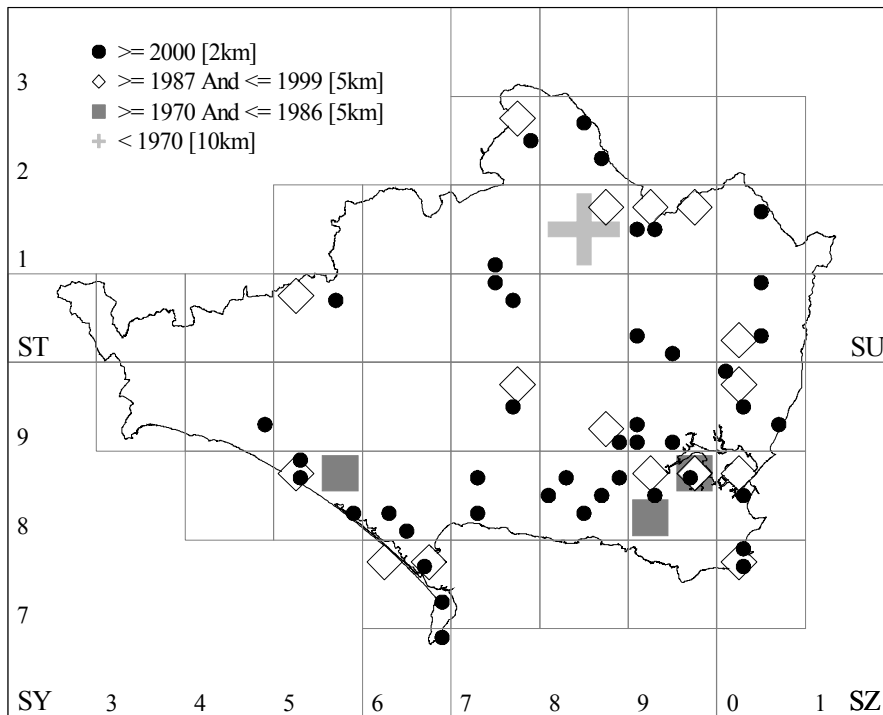 >= 2000 [2km]
>= 1987 And <= 1999 [5km]
>= 1970 And <= 1986 [5km]
< 1970 [10km]
3
2
1
ST SU
9
8
7
SY 3 4 5 6 7 8 9 0 1 SZ